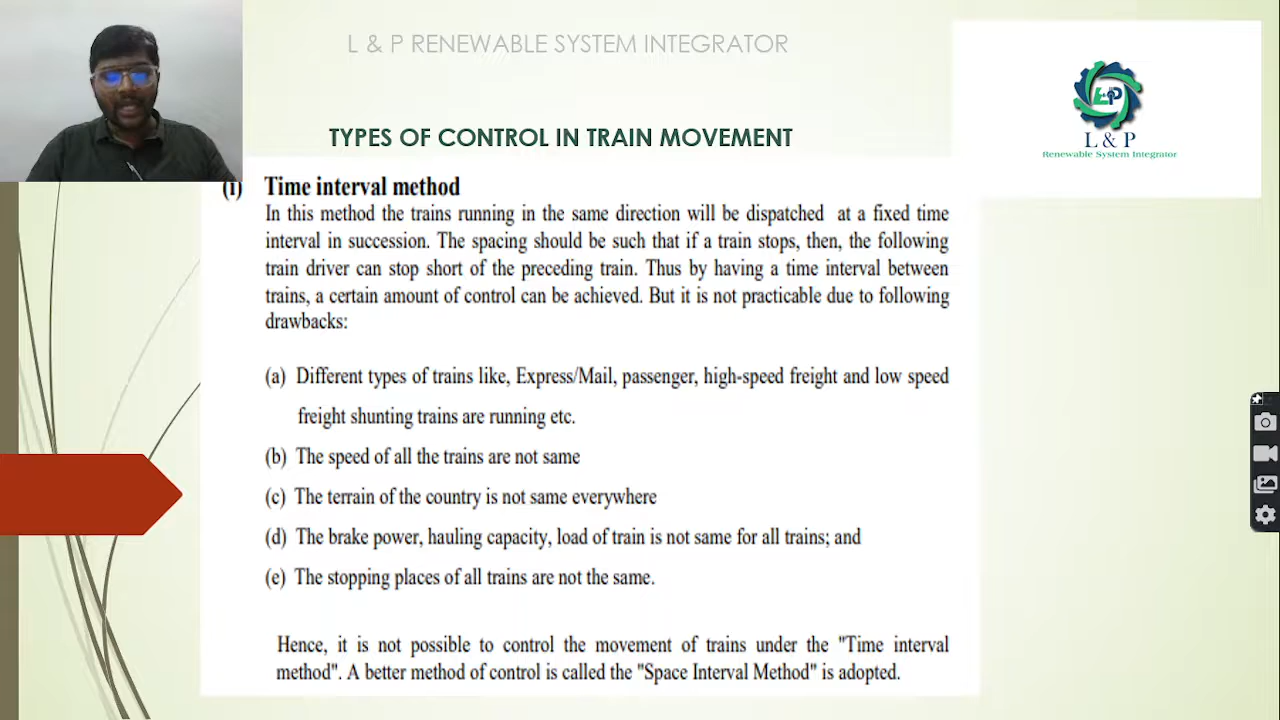 L & P RENEWABLE SYSTEM INTEGRATOR
L & P
Renewable System Integrator
TYPES OF CONTROL IN TRAIN MOVEMENT
(i) Time interval method
In this method the trains running in the same direction will be dispatched at a fixed time
interval in succession. The spacing should be such that if a train stops, then, the following
train driver can stop short of the preceding train. Thus by having a time interval between
trains, a certain amount of control can be achieved. But it is not practicable due to following
drawbacks:
(a) Different types of trains like, Express/Mail, passenger, high-speed freight and low speed
freight shunting trains are running etc.
(b) The speed of all the trains are not same
(c) The terrain of the country is not same everywhere
(d) The brake power, hauling capacity, load of train is not same for all trains; and
(e) The stopping places of all trains are not the same.
Hence, it is not possible to control the movement of trains under the "Time interval
method". A better method of control is called the "Space Interval Method" is adopted.